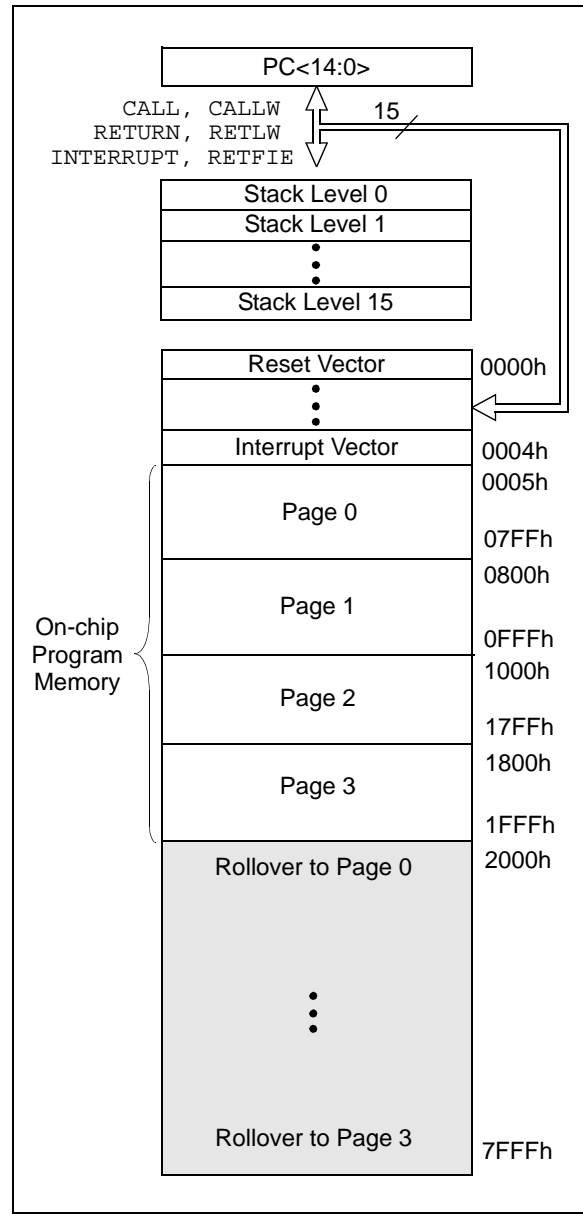 PC<14:0>
CALL, CALLW
RETURN, RETLW
INTERRUPT, RETFIE
15
Stack Level 0
Stack Level 1
Stack Level 15
Reset Vector
0000h
Interrupt Vector
0004h
0005h
Page 0
07FFh
0800h
Page 1
On-chip
Program
Memory
0FFFh
1000h
Page 2
17FFh
1800h
Page 3
1FFFh
2000h
Rollover to Page 0
Rollover to Page 3
7FFFh